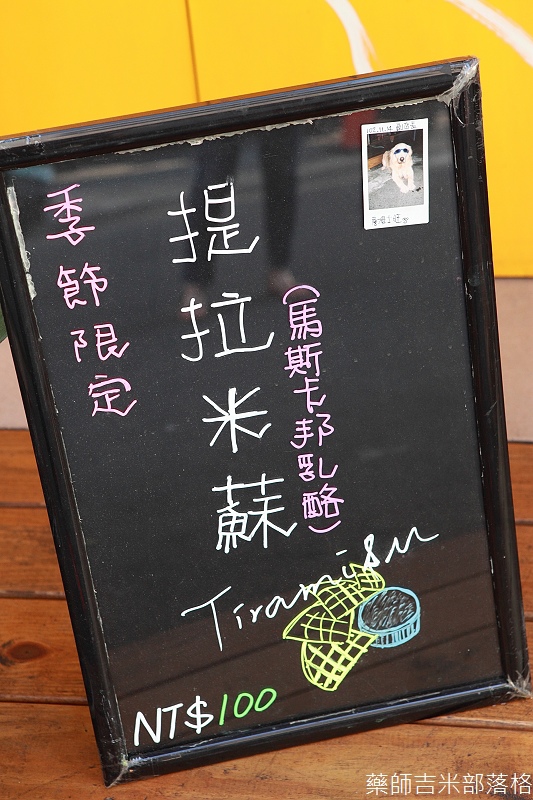 季節限定
提拉米蘇
(馬斯卡邦乳酪)
Tiramisu
NT$100
藥師吉米部落格